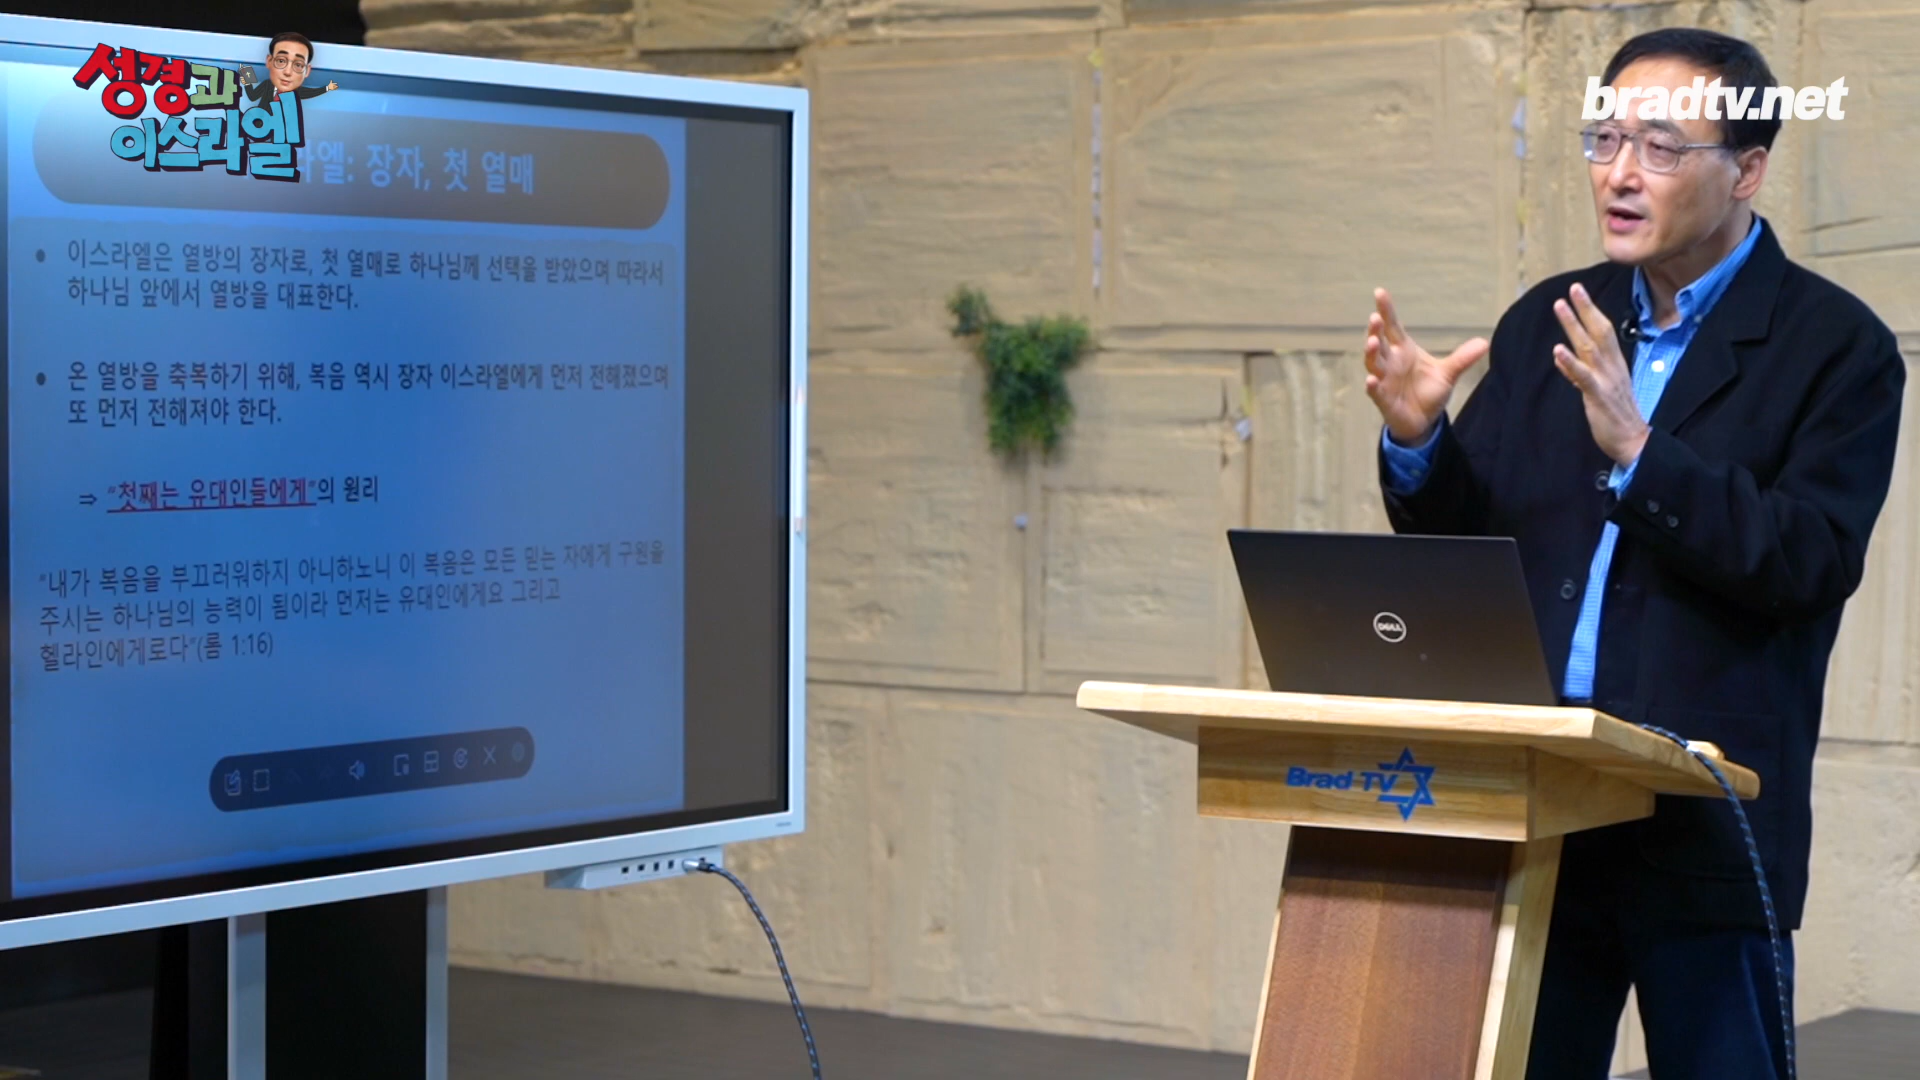 성경과
이스라엘
bradtv.net
라엘: 장자, 첫 열매
이스라엘은 열방의 장자로, 첫 열매로 하나님께 선택을 받았으며 따라서
하나님 앞에서 열방을 대표한다.
온 열방을 축복하기 위해, 복음 역시 장자 이스라엘에게 먼저 전해졌으며
또 먼저 전해져야 한다.
⇒ “첫째는 유대인들에게”의 원리
“내가 복음을 부끄러워하지 아니하노니 이 복음은 모든 믿는 자에게 구원을
주시는 하나님의 능력이 됨이라 먼저는 유대인에게요 그리고
헬라인에게로다”(롬 1:16)
DELL
Brad TV